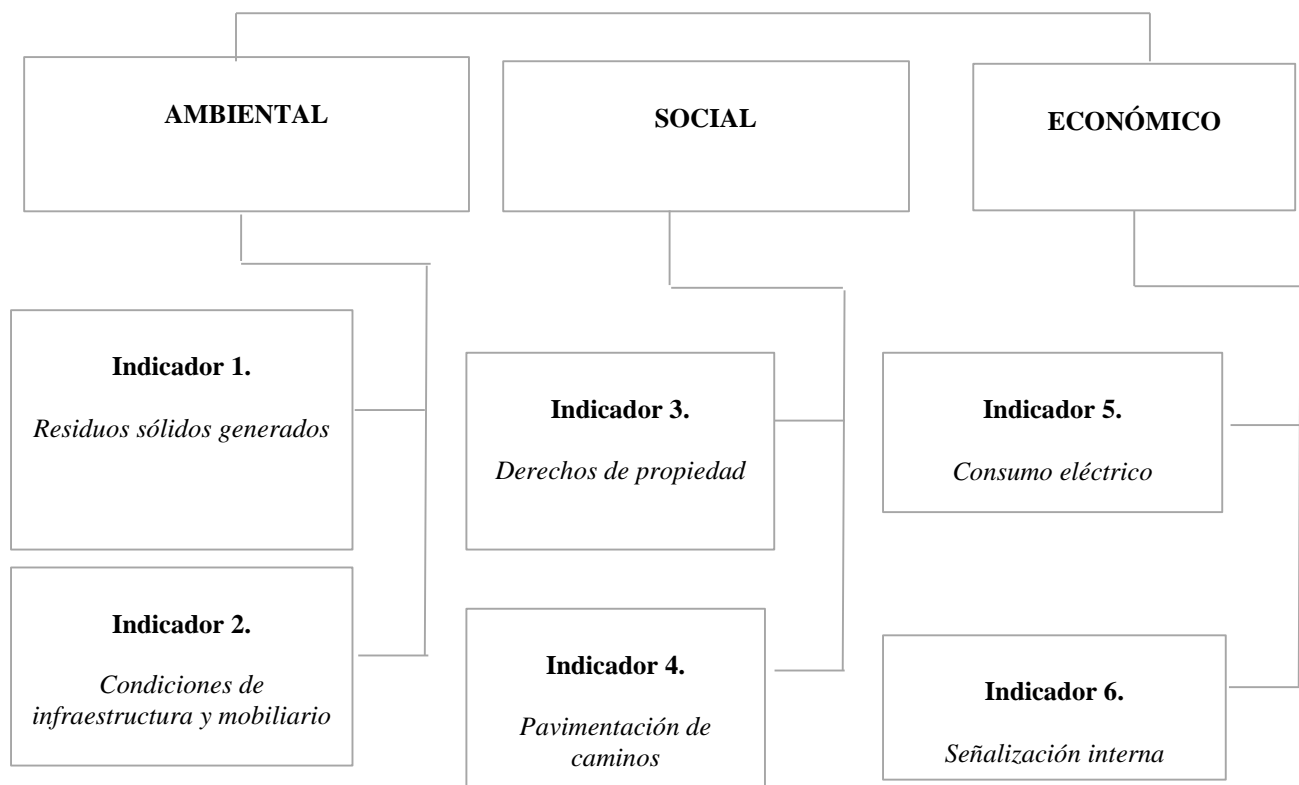 AMBIENTAL
SOCIAL
ECONÓMICO
Indicador 1.
Residuos sólidos generados
Indicador 2.
Condiciones de
infraestructura y mobiliario
Indicador 3.
Derechos de propiedad
Indicador 4.
Pavimentación de
caminos
Indicador 5.
Consumo eléctrico
Indicador 6.
Señalización interna